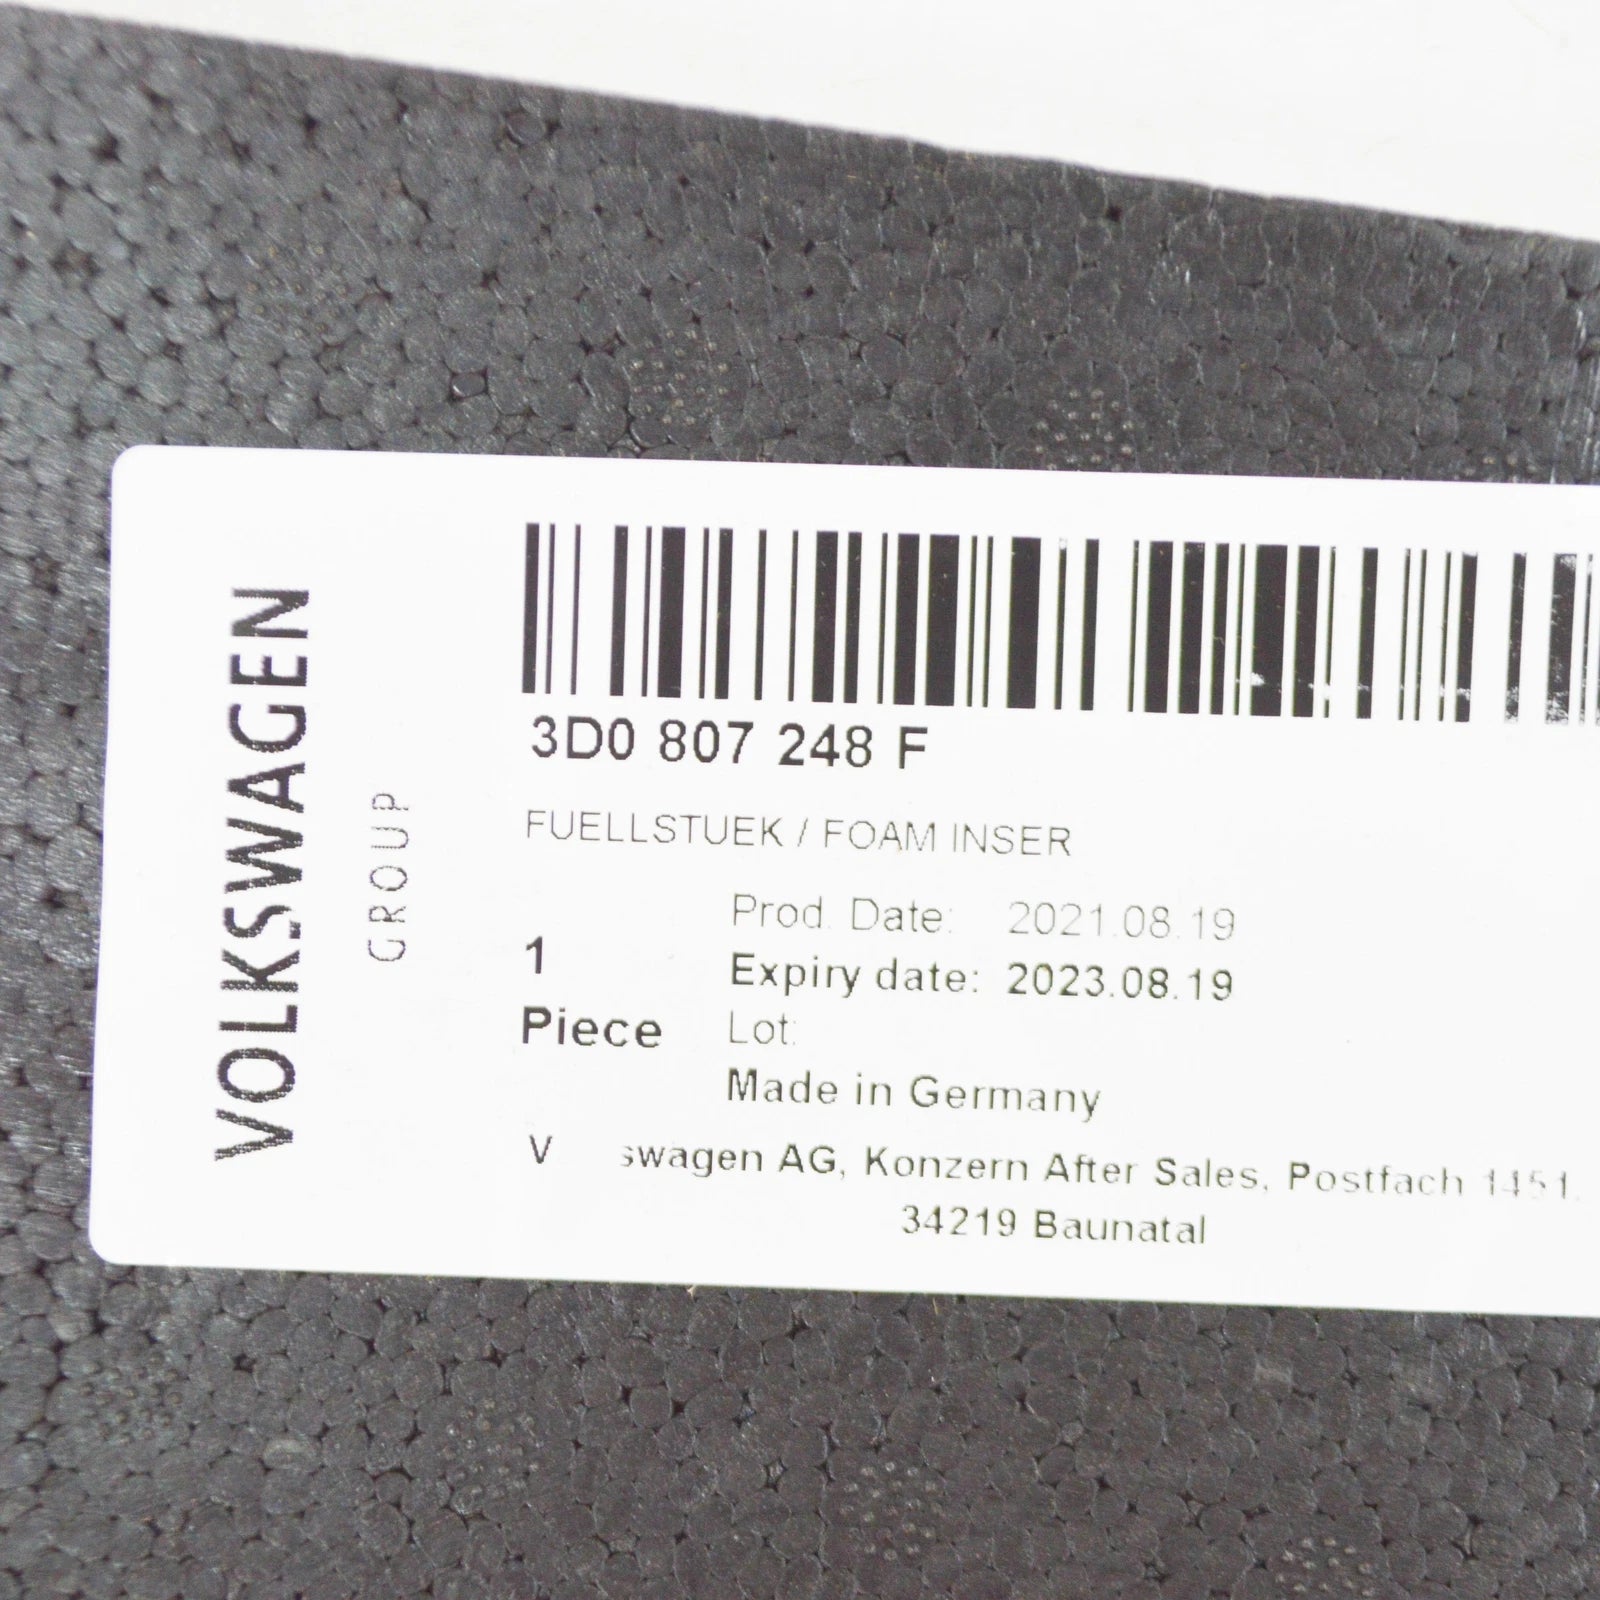 VOLKSWAGEN
GROUP
3D0 807 248 F
FUELLSTUEK / FOAM INSER
Prod. Date: 2021.08.19
1
Expiry date: 2023.08.19
Piece
Lot:
Made in Germany
V swagen AG, Konzern After Sales, Postfach 1451.
34219 Baunatal